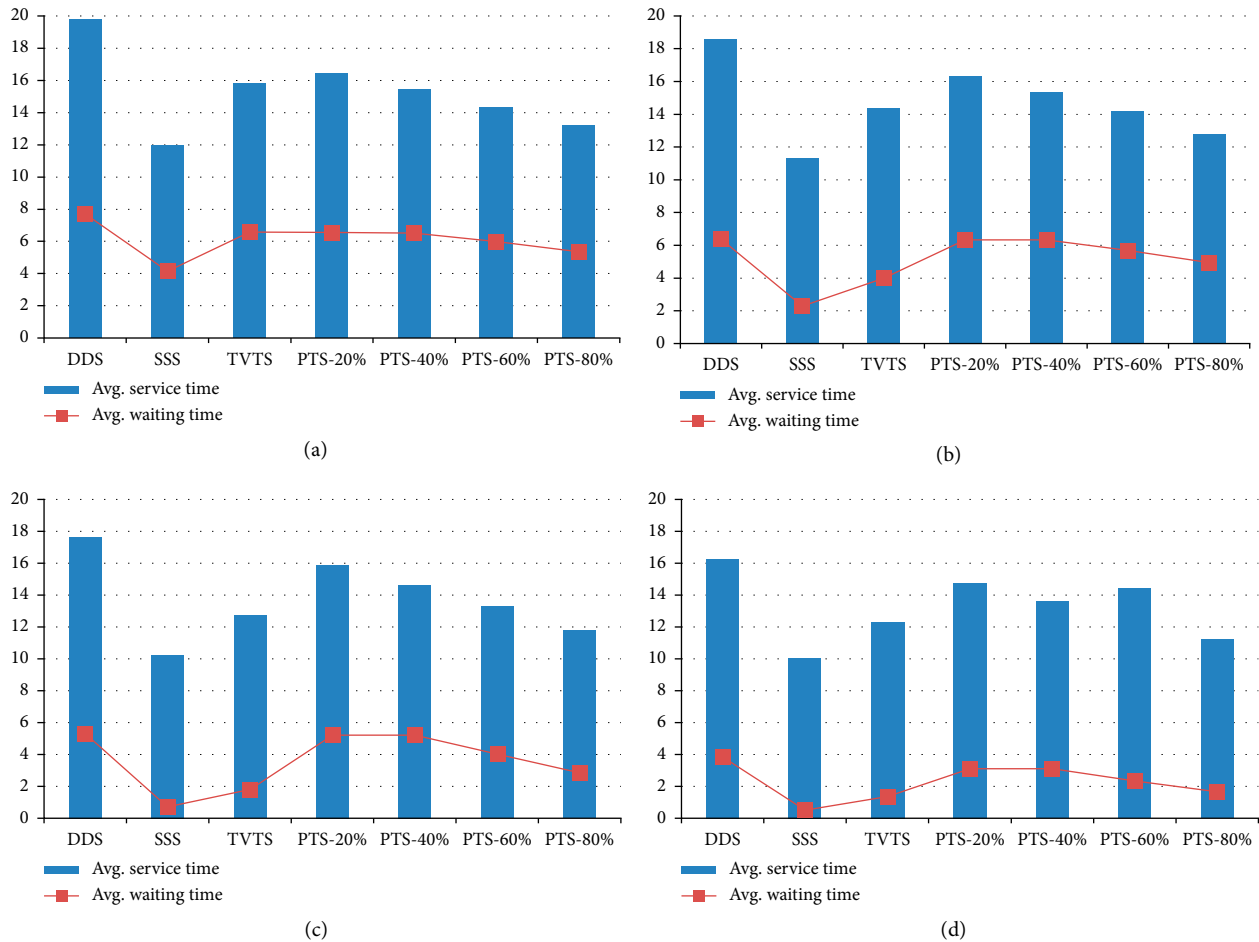 20
18
16
14
12
10
8
6
4
2
0
DDS SSS TVTS PTS-20% PTS-40% PTS-60% PTS-80%
Avg. service time
Avg. waiting time
(a)
20
18
16
14
12
10
8
6
4
2
0
DDS SSS TVTS PTS-20% PTS-40% PTS-60% PTS-80%
Avg. service time
Avg. waiting time
(b)
20
18
16
14
12
10
8
6
4
2
0
DDS SSS TVTS PTS-20% PTS-40% PTS-60% PTS-80%
Avg. service time
Avg. waiting time
(c)
20
18
16
14
12
10
8
6
4
2
0
DDS SSS TVTS PTS-20% PTS-40% PTS-60% PTS-80%
Avg. service time
Avg. waiting time
(d)